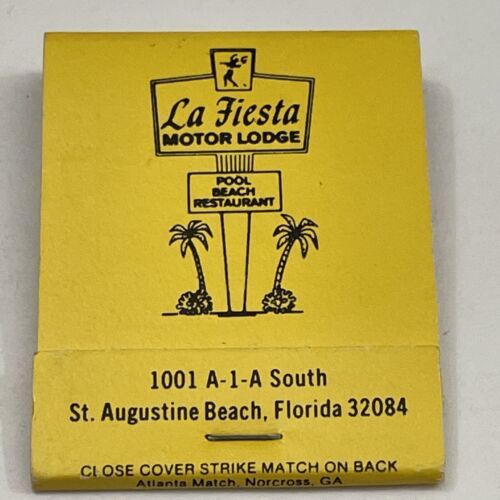 La Fiesta
MOTOR LODGE
POOL
BEACH
RESTAURANT
1001 A-1-A South
St. Augustine Beach, Florida 32084
CLOSE COVER STRIKE MATCH ON BACK
Atlanta Match, Norcross, GA